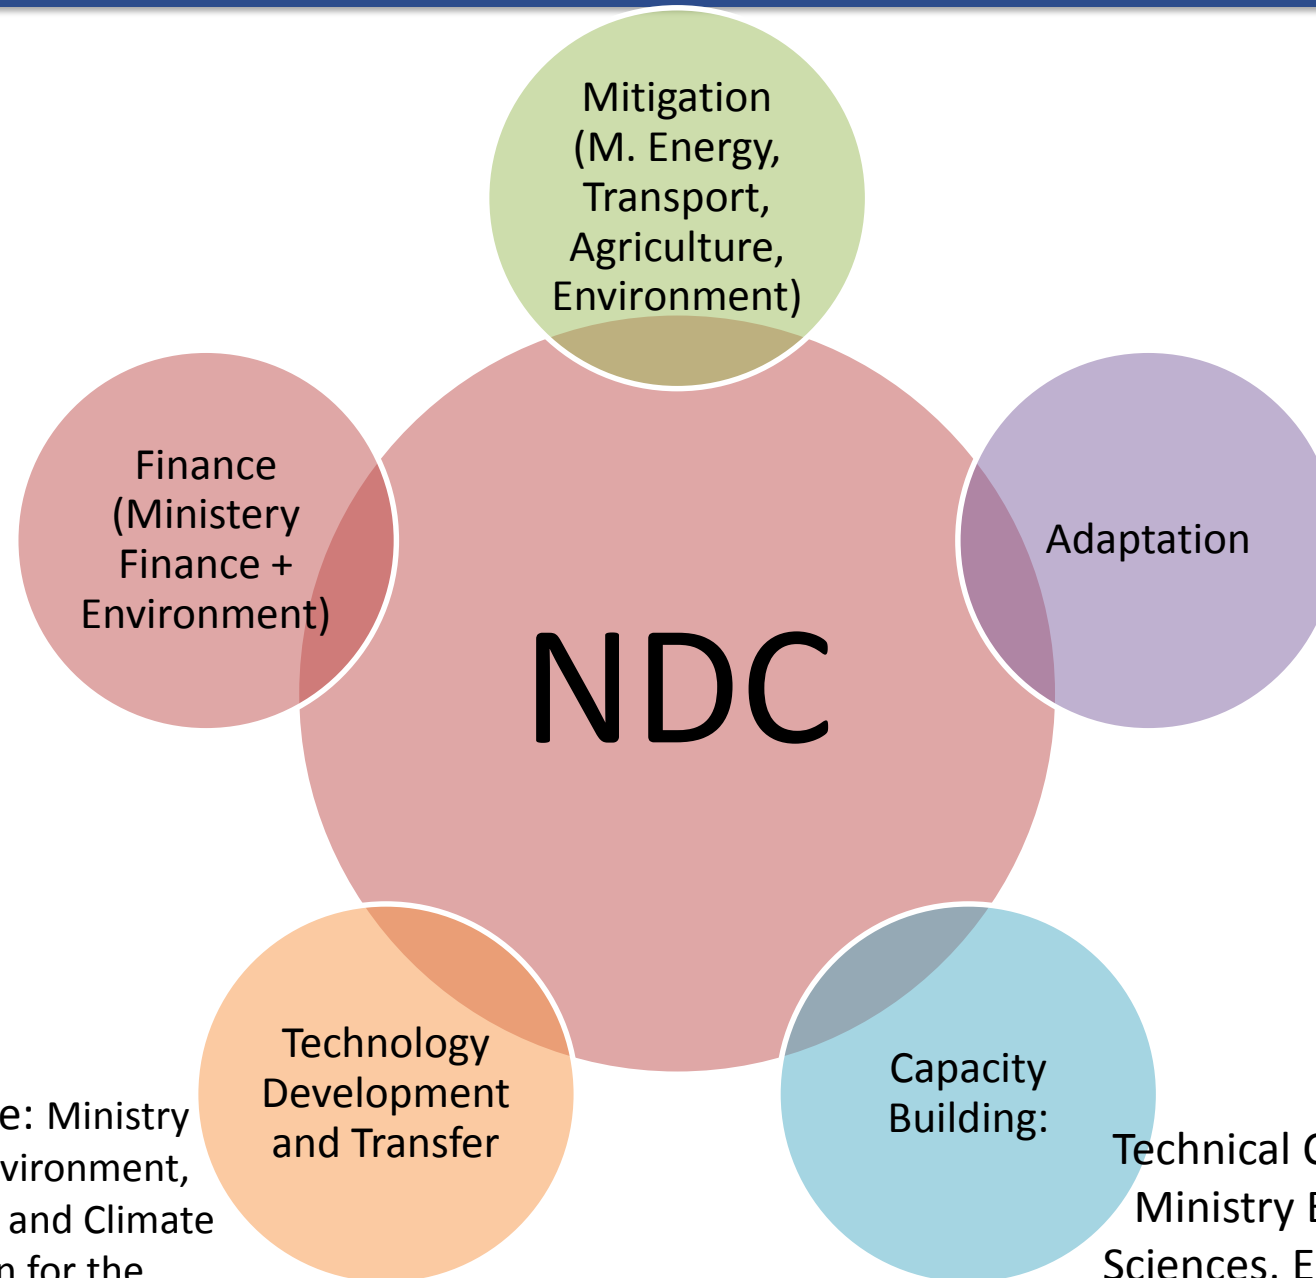 Mitigation
(M. Energy,
Transport,
Agriculture,
Environment)
Finance
(Ministery
Finance +
Environment)
Adaptation
NDC
Technology
Development
and Transfer
Capacity
Building:
e: Ministry
vironment,
and Climate
n for the
Technical
Ministry
Sciences.